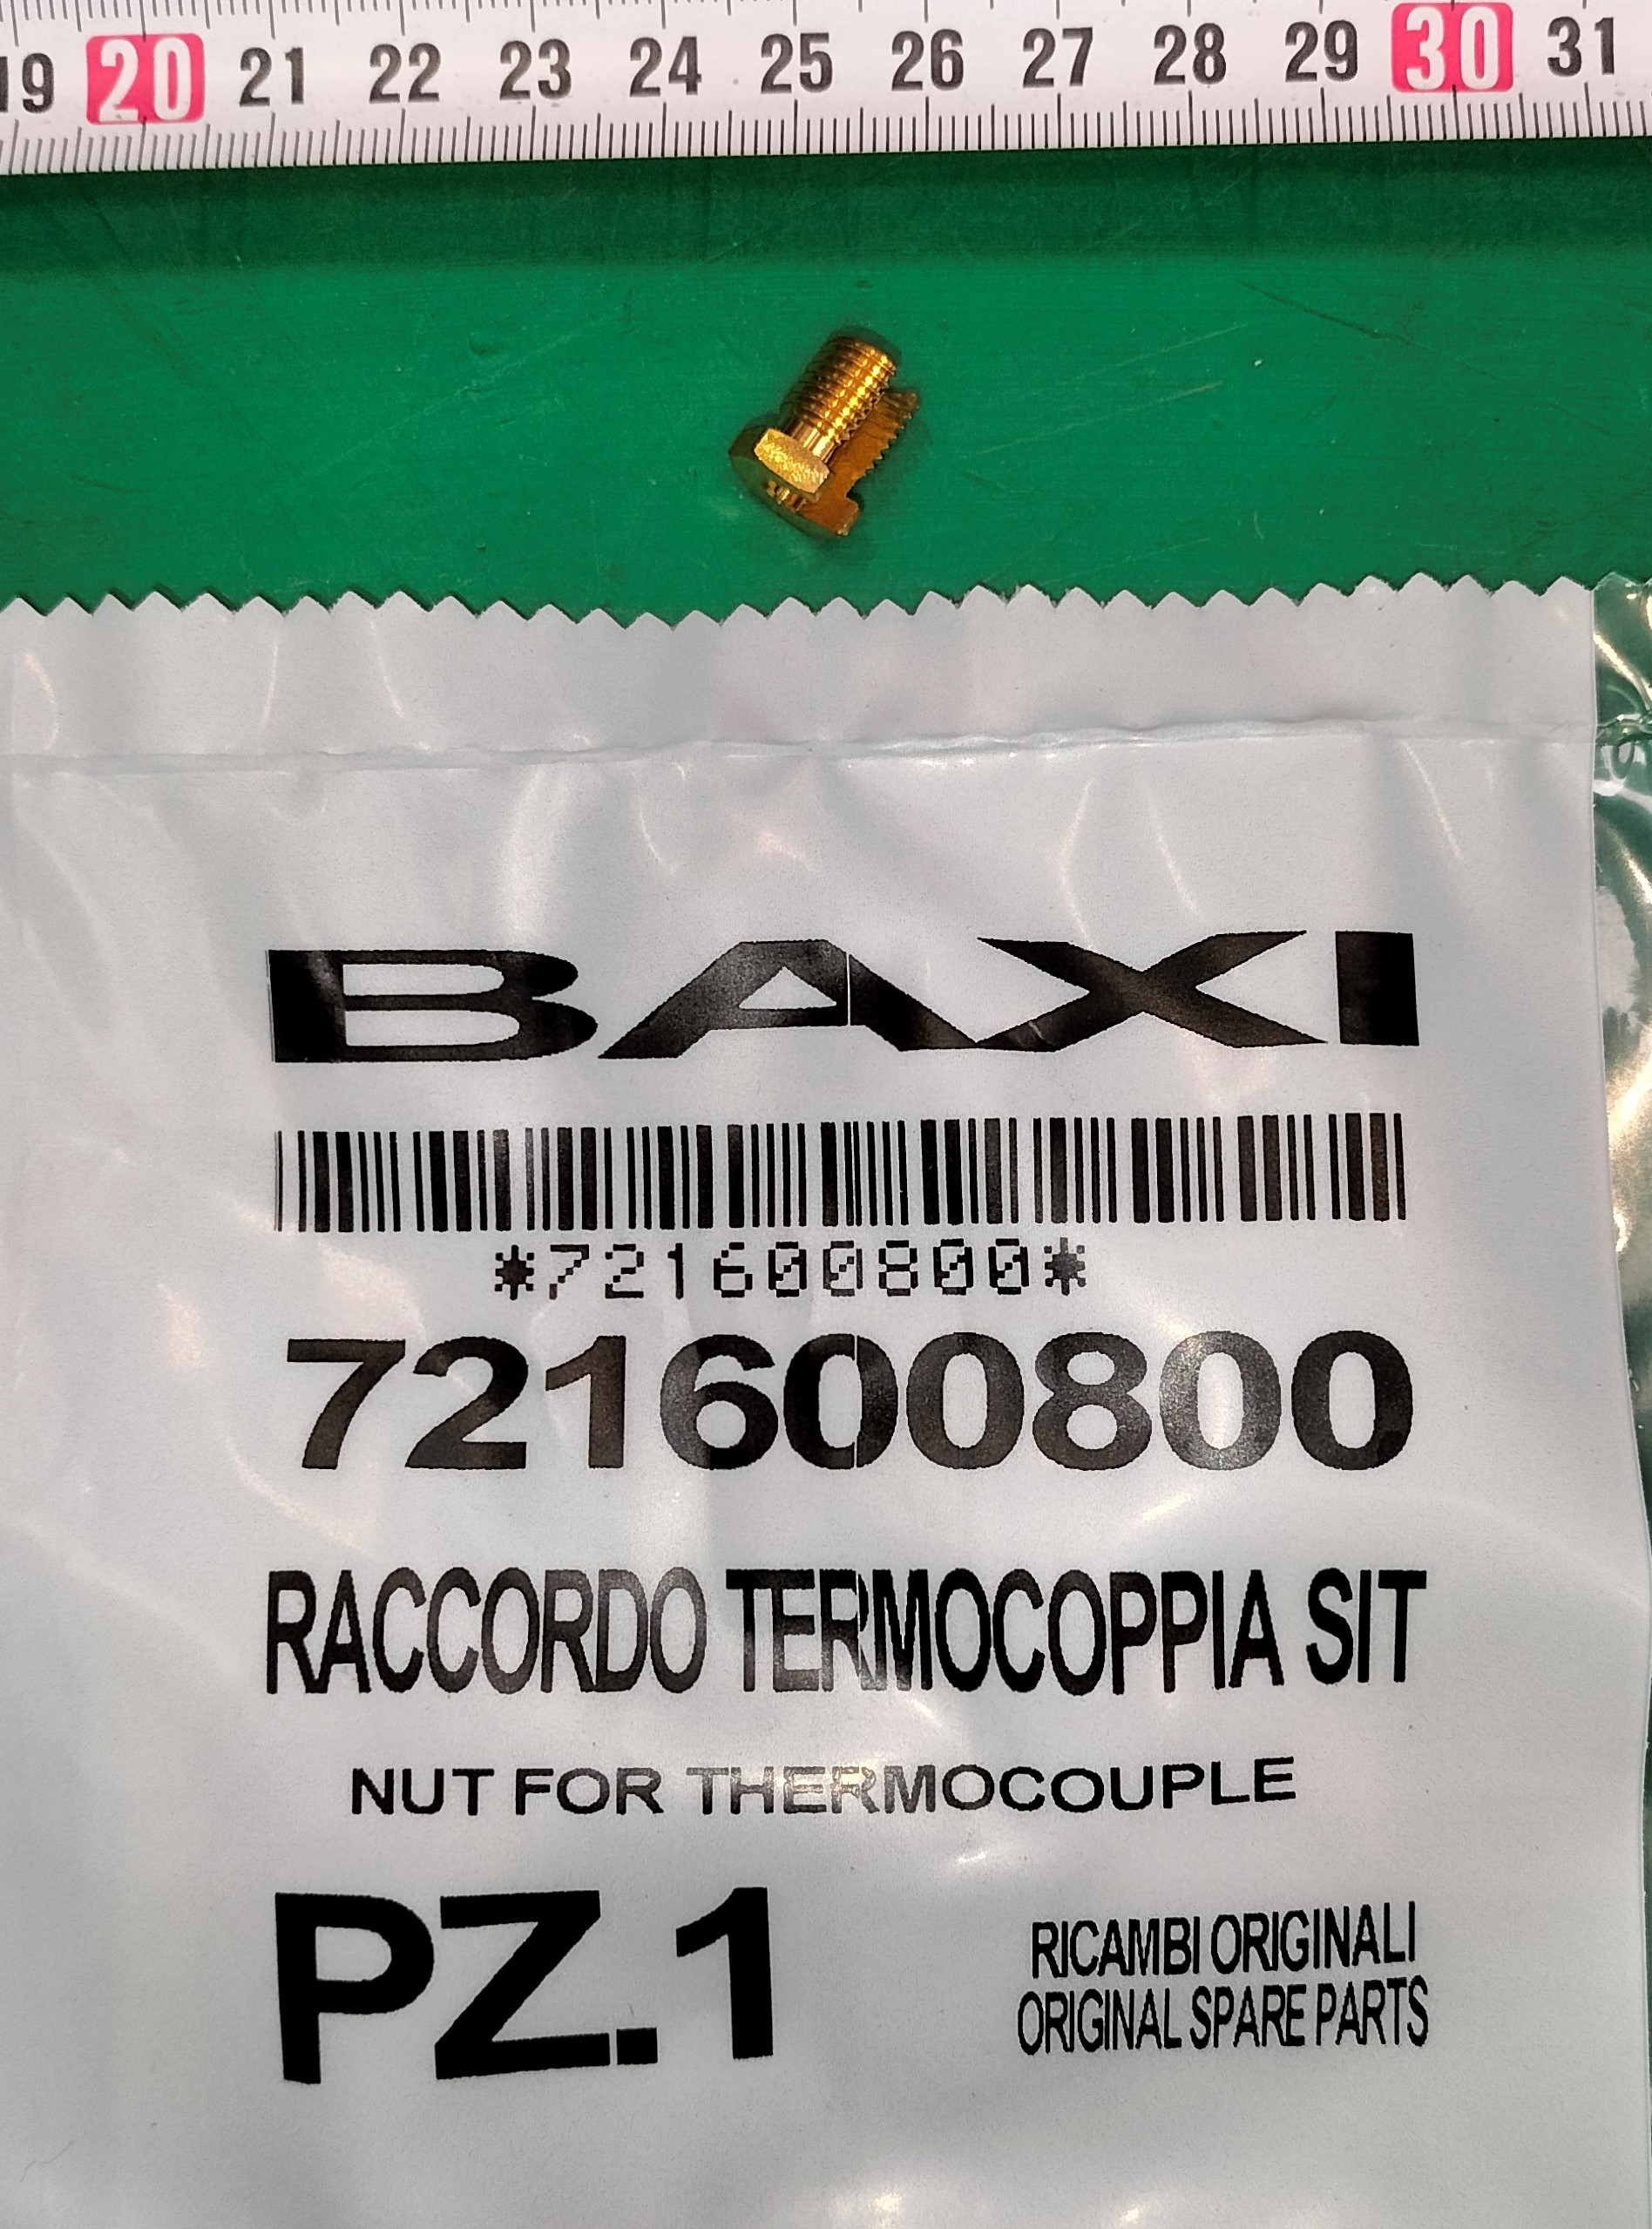 19 20 21 22 23 24 25 26 27 28 29 30 31
BAXI
*721600800*
721600800
RACCORDO TERMOCOPPIA SIT
NUT FOR THERMOCOUPLE
PZ.1
RICAMBI ORIGINALI
ORIGINAL SPARE PARTS